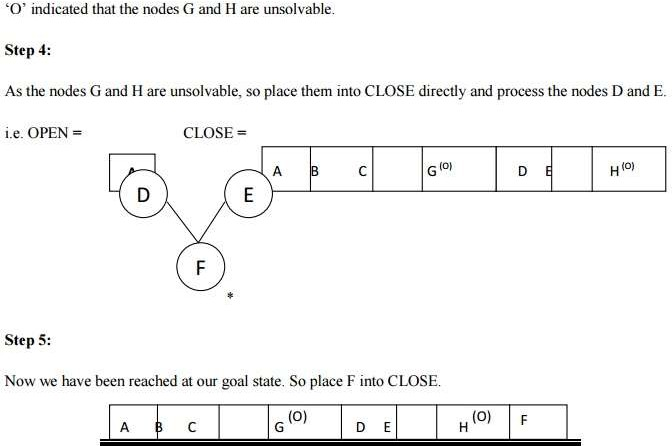 ‘O’ indicated that the nodes G and H are unsolvable.
Step 4:
As the nodes G and H are unsolvable, so place them into CLOSE directly and process the nodes D and E.
i.e. OPEN = CLOSE =
A B C G (O) D E H (O)
D E
F
*
Step 5:
Now we have been reached at our goal state. So place F into CLOSE.
A B C G (O) D E H (O) F